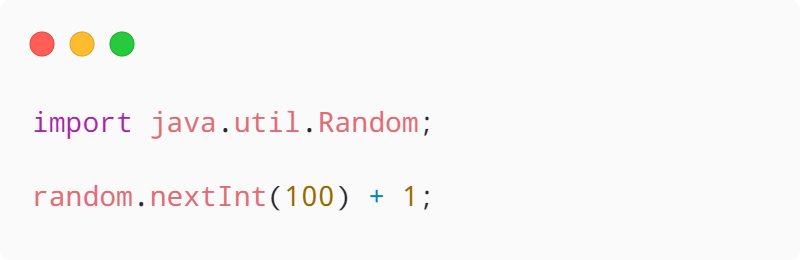 import java.util.Random;
random.nextInt(100) + 1;